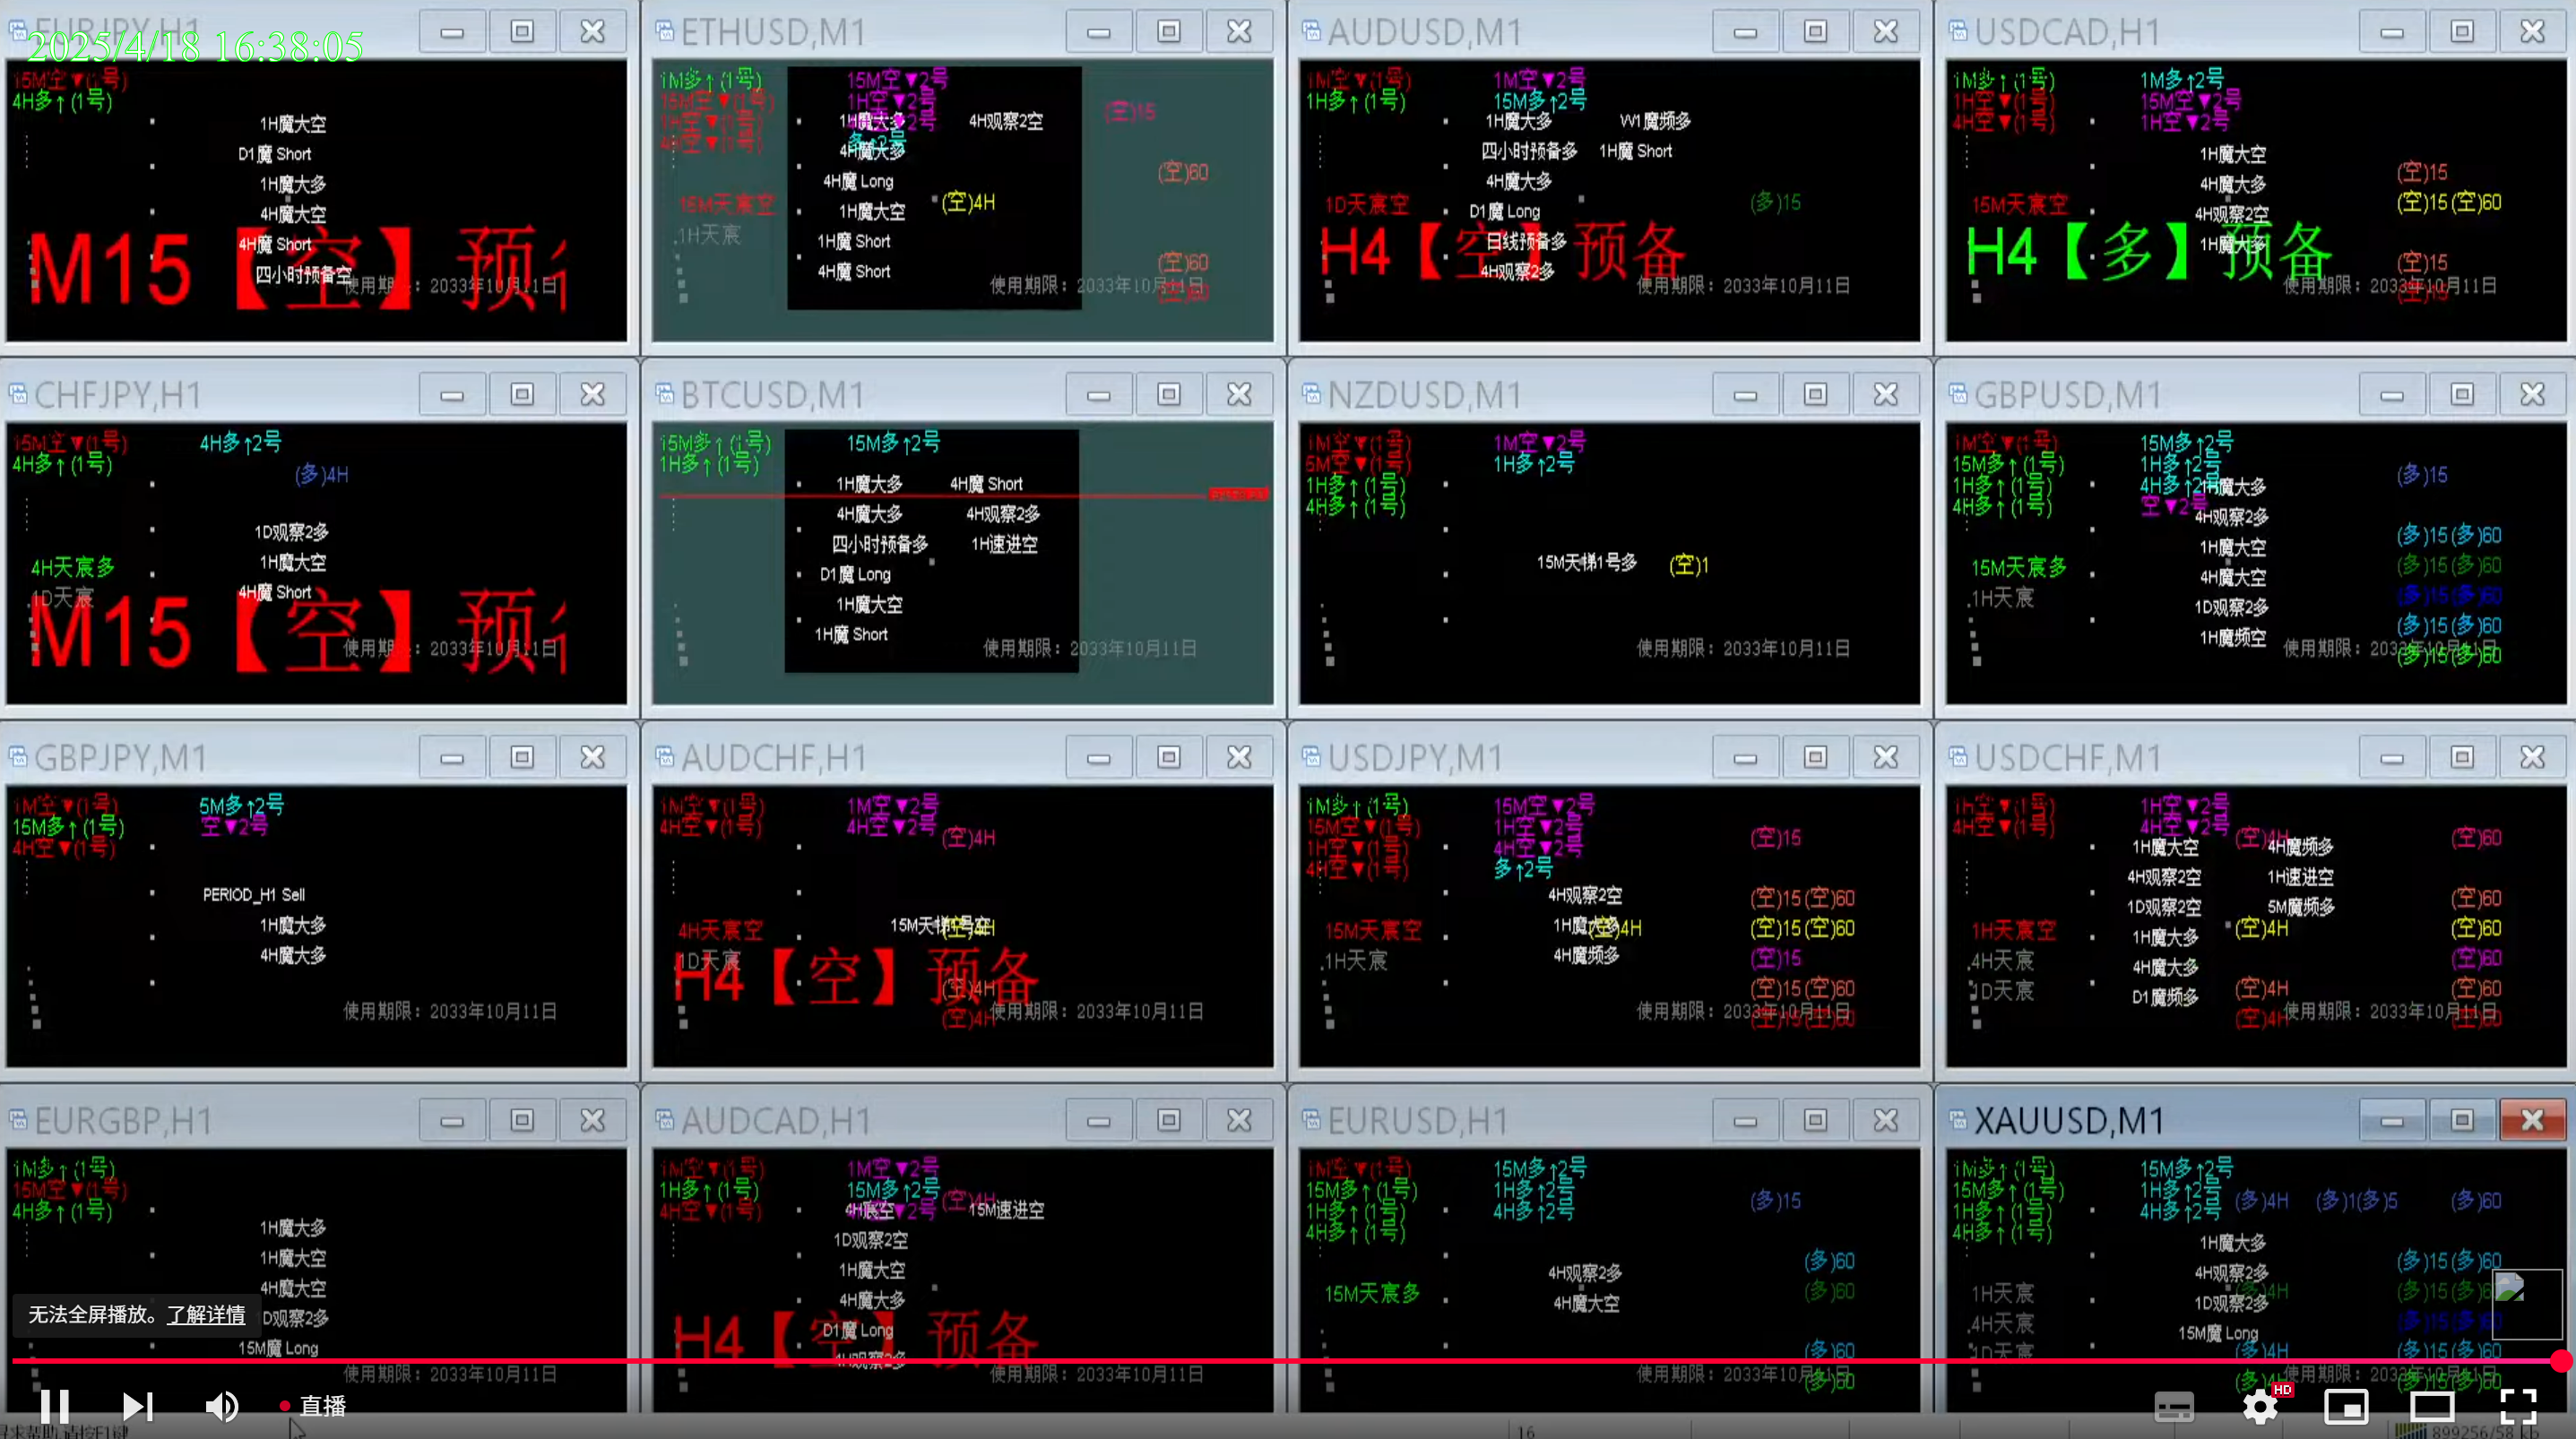 EURJPY,H1
2025/4/18 16:38:05
15M空▼(1号)
4H多↑(1号)
1H魔大空
D1魔 Short
1H魔大多
4H魔大空
4H魔 Short
四小时预备空
M15【空】预
2033年10月11日
ETHUSD,M1
1M多↑(1号) 15M空▼2号
15M空▼(1号) 1H空▼2号
(空)15
1H空▼(1号)
4H空▼(1号) 多↑2号
1H魔大多 4H观察2空
4H魔大多
(空)60
4H魔 Long
15M天宸空
(空)4H
1H魔大空
1H天宸
1H魔 Short
(空)60
4H魔 Short
使用期限：2033年10月11日
(空)60
AUDUSD,M1
1M空▼(1号) 1M空▼2号
1H多↑(1号) 15M多↑2号
1H魔大多 W1魔频多
四小时预备多 1H魔 Short
4H魔大多
1D天宸空
(多)15
D1魔 Long
日线预备多
H4【空】预备
4H观察2多
使用期限：2033年10月11日
USDCAD,H1
1M多↑(1号) 1M多↑2号
1H空▼(1号) 15M空▼2号
4H空▼(1号) 1H空▼2号
1H魔大空
(空)15
4H魔大多
15M天宸空
(空)15(空)60
4H观察2空
1H魔大多
H4【多】预备
(空)15
使用期限：2033年10月11日
(空)15
CHFJPY,H1
15M空▼(1号) 4H多↑2号
4H多↑(1号)
(多)4H
1D观察2多
1H魔大空
4H天宸多
4H魔 Short
1D天宸
M15【空】预
2033年10月11日
BTCUSD,M1
15M多↑(1号) 15M多↑2号
1H多↑(1号)
1H魔大多 4H魔 Short
4H魔大多 4H观察2多
四小时预备多 1H速进空
D1魔 Long
1H魔大空
1H魔 Short
使用期限：2033年10月11日
NZDUSD,M1
1M空▼(1号) 1M空▼2号
5M空▼(1号) 1H多↑2号
1H多↑(1号)
4H多↑(1号)
15M天梯1号多 (空)1
使用期限：2033年10月11日
GBPUSD,M1
1M空▼(1号) 15M多↑2号
15M多↑(1号) 1H多↑2号
1H多↑(1号) 4H多↑2号
4H多↑(1号) 空▼2号
(多)15
1H魔大多
4H观察2多
(多)15(多)60
1H魔大空
15M天宸多
(多)15(多)60
4H魔大空
1H天宸
(多)15(多)60
1D观察2多
(多)15(多)60
1H魔频空
使用期限：2033年10月11日
(多)15(多)60
GBPJPY,M1
1M空▼(1号) 5M多↑2号
15M多↑(1号) 空▼2号
4H空▼(1号)
PERIOD_H1 Sell
1H魔大多
4H魔大多
使用期限：2033年10月11日
AUDCHF,H1
1M空▼(1号) 1M空▼2号
4H空▼(1号) 4H空▼2号
(空)4H
4H天宸空
15M天梯1号空
(空)4H
1D天宸
H4【空】预备
(空)4H
使用期限：2033年10月11日
(空)4H
USDJPY,M1
1M多↑(1号) 15M空▼2号
15M空▼(1号) 1H空▼2号
1H空▼(1号) 4H空▼2号
4H空▼(1号) 多↑2号
(空)15
4H观察2空
(空)15(空)60
15M天宸空
1H魔大多
(空)4H
(空)15(空)60
1H天宸
4H魔频多
(空)15
(空)15(空)60
使用期限：2033年10月11日
(空)15(空)60
USDCHF,M1
1H空▼(1号) 1H空▼2号
4H空▼(1号) 4H空▼2号
(空)4H
(空)60
1H魔大空 4H魔频多
4H观察2空 1H速进空
1D观察2空 5M魔频多
(空)60
1H天宸空
1H魔大多
(空)4H
(空)60
4H天宸
4H魔大多
(空)60
1D天宸
D1魔频多
(空)4H
(空)60
使用期限：2033年10月11日
(空)4H
(空)60
EURGBP,H1
1M多↑(1号)
15M空▼(1号)
4H多↑(1号)
1H魔大多
1H魔大空
4H魔大空
1D观察2多
15M魔 Long
使用期限：2033年10月11日
AUDCAD,H1
1M空▼(1号) 1M空▼2号
1H多↑(1号) 15M多↑2号
4H空▼(1号)
(空)4H
4H宸空 15M速进空
1D观察2空
1H魔大空
4H魔大多
D1魔 Long
H4【空】预备
4H观察2多
使用期限：2033年10月11日
EURUSD,H1
1M空▼(1号) 15M多↑2号
15M多↑(1号) 1H多↑2号
1H多↑(1号) 4H多↑2号
4H多↑(1号)
(多)15
(多)60
4H观察2多
15M天宸多
(多)60
4H魔大空
(多)60
使用期限：2033年10月11日
(多)60
XAUUSD,M1
1M多↑(1号) 15M多↑2号
15M多↑(1号) 1H多↑2号
1H多↑(1号) 4H多↑2号
4H多↑(1号)
(多)4H (多)1(多)5 (多)60
1H魔大多
4H观察2多
(多)15(多)60
1H天宸
1D观察2多
4H天宸
15M魔 Long
1D天宸
(多)4H
(多)15(多)60
使用期限：2033年10月11日
(多)15(多)60
无法全屏播放。了解详情
直播
HD
16
899256/58 kb